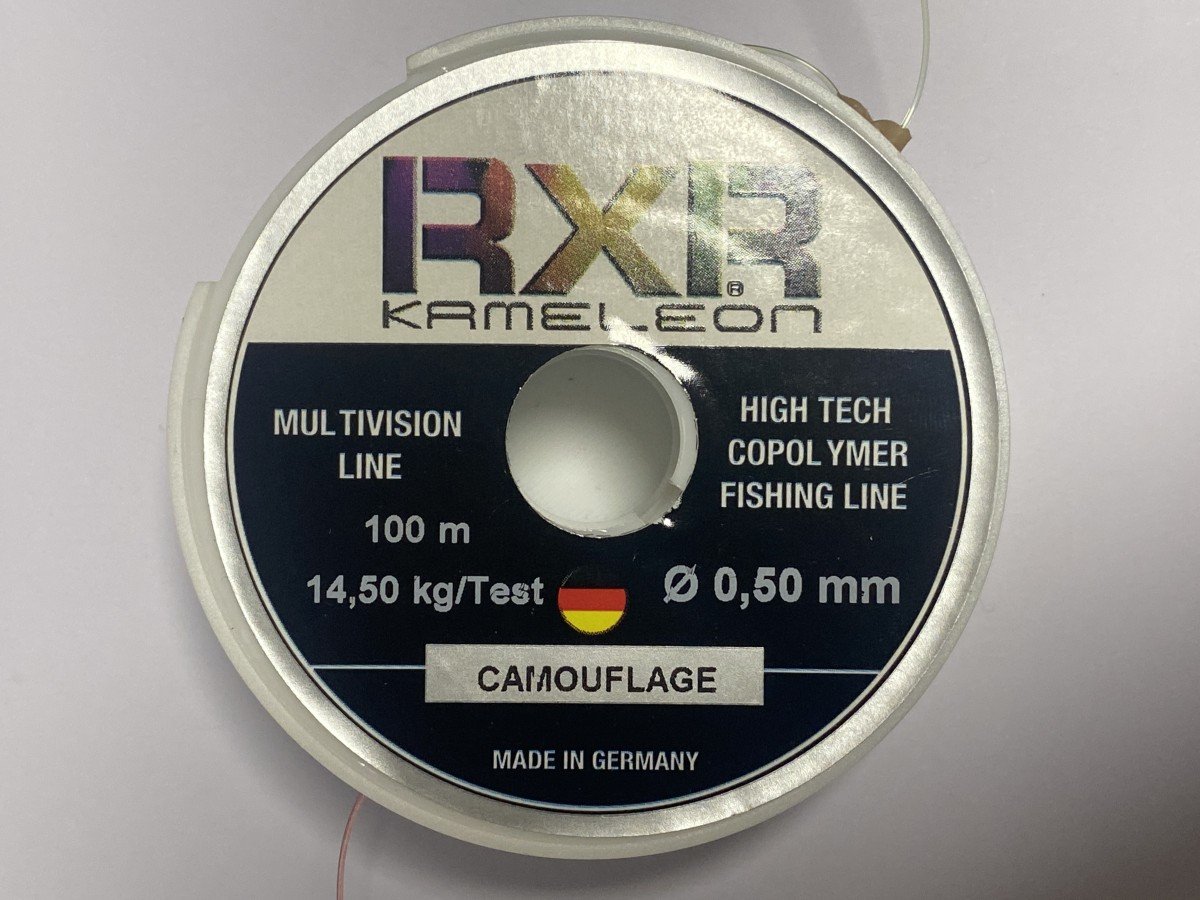 RXR
®
KAMELEON
MULTIVISION
LINE
HIGH TECH
COPOLYMER
FISHING LINE
100 m
14,50 kg/Test
Ø 0,50 mm
CAMOUFLAGE
MADE IN GERMANY